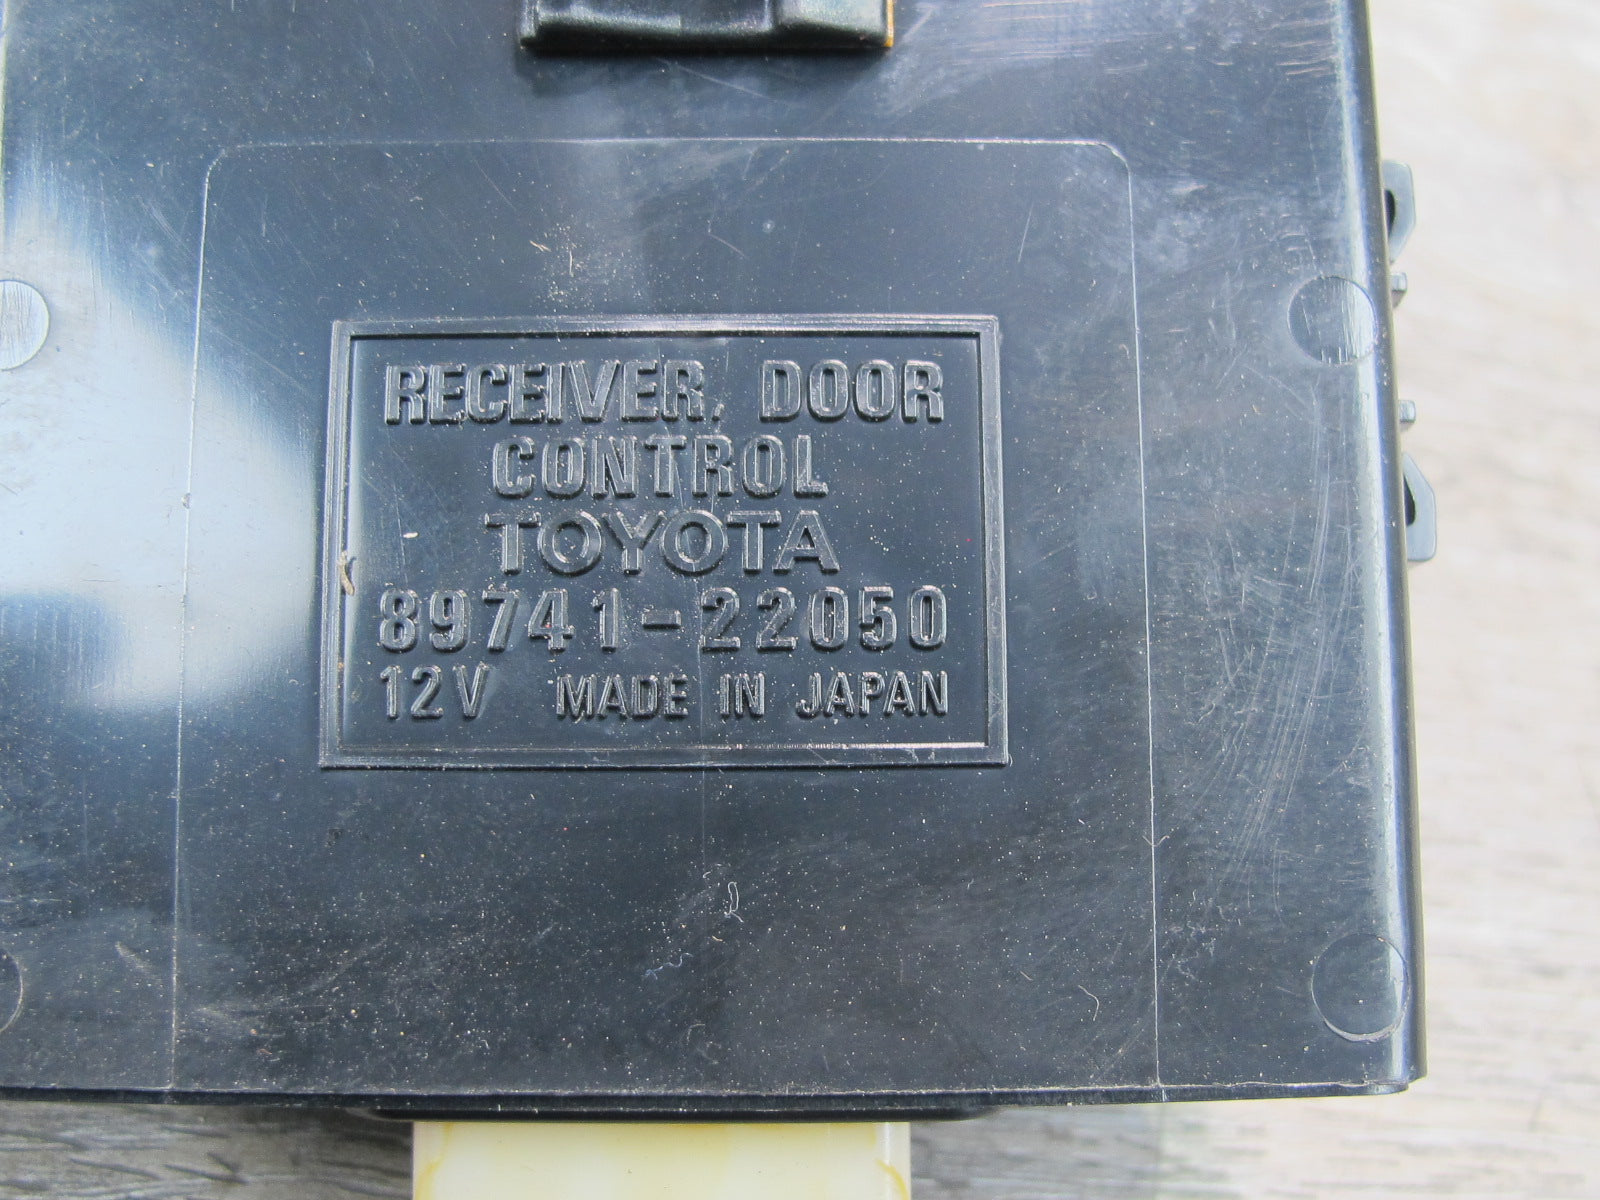 RECEIVER, DOOR
CONTROL
TOYOTA
89741-22050
12V MADE IN JAPAN